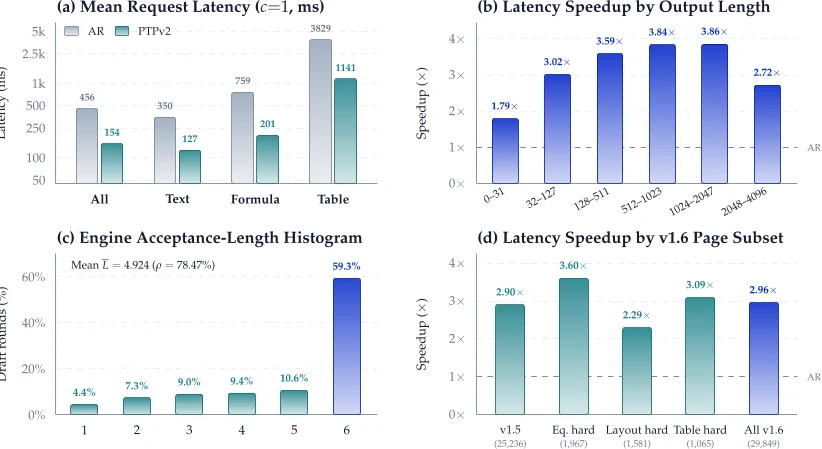 (a) Mean Request Latency (c=1, ms)
AR PTPv2
Latency (ms)
5k
2.5k
1k
500
250
100
50
456
154
350
127
759
201
3829
1141
All Text Formula Table
(b) Latency Speedup by Output Length
Speedup (×)
4×
3×
2×
1×
0×
1.79×
3.02×
3.59×
3.84×
3.86×
2.72×
AR
0–31 32–127 128–511 512–1023 1024–2047 2048–4096
(c) Engine Acceptance-Length Histogram
Mean L̅ = 4.924 (ρ = 78.47%)
Draft rounds (%)
60%
40%
20%
0%
4.4%
7.3%
9.0%
9.4%
10.6%
59.3%
1 2 3 4 5 6
(d) Latency Speedup by v1.6 Page Subset
Speedup (×)
4×
3×
2×
1×
0×
2.90×
3.60×
2.29×
3.09×
2.96×
AR
v1.5 Eq. hard Layout hard Table hard All v1.6
(25,236) (1,967) (1,581) (1,065) (29,849)